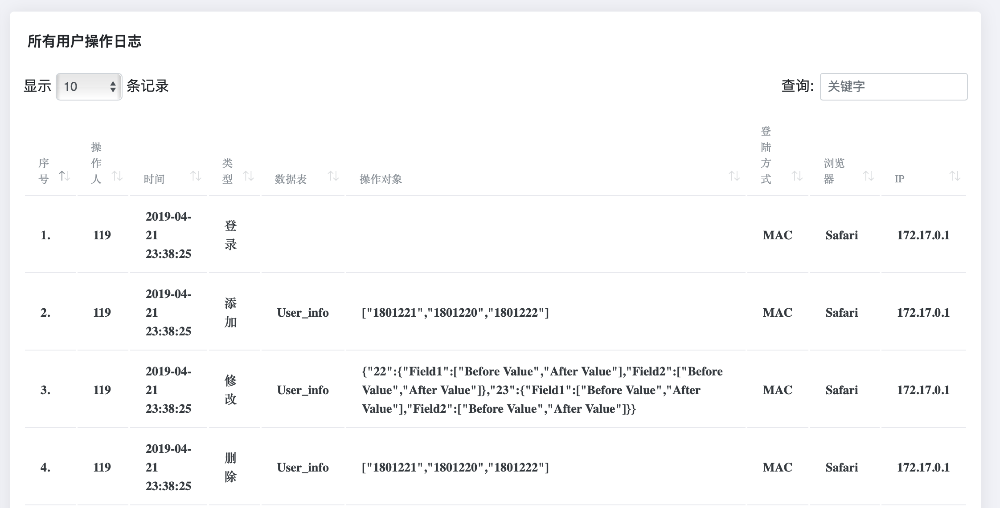 所有用户操作日志
显示 10 条记录
查询: 关键字
序号
操作人
时间
类型
数据表
操作对象
登陆方式
浏览器
IP
1. 119 2019-04-21 23:38:25 登录 MAC Safari 172.17.0.1
2. 119 2019-04-21 23:38:25 添加 User_info ["1801221","1801220","1801222"] MAC Safari 172.17.0.1
3. 119 2019-04-21 23:38:25 修改 User_info {"22":{"Field1":["Before Value","After Value"],"Field2":["Before Value","After Value"]},"23":{"Field1":["Before Value","After Value"],"Field2":["Before Value","After Value"]}} MAC Safari 172.17.0.1
4. 119 2019-04-21 23:38:25 删除 User_info ["1801221","1801220","1801222"] MAC Safari 172.17.0.1